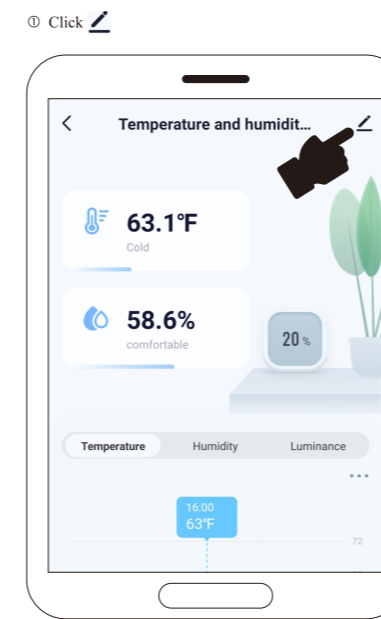 ① Click
Temperature and humidit...
63.1°F
Cold
58.6%
comfortable
20 %
Temperature Humidity Luminance
16:00
63°F
72